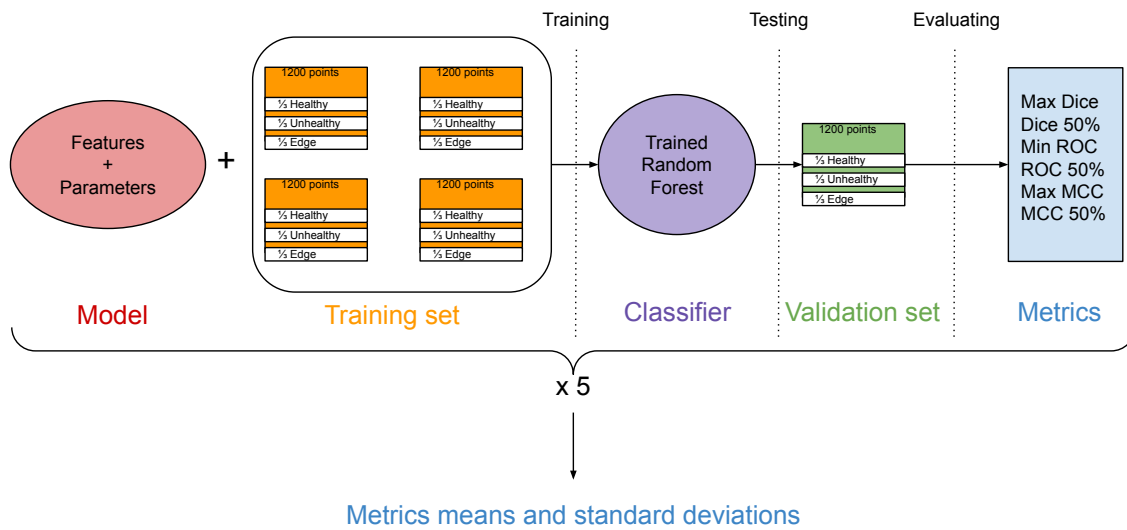 Training
Testing
Evaluating
Features
+
Parameters
+
1200 points
⅓ Healthy
⅓ Unhealthy
⅓ Edge
1200 points
⅓ Healthy
⅓ Unhealthy
⅓ Edge
1200 points
⅓ Healthy
⅓ Unhealthy
⅓ Edge
1200 points
⅓ Healthy
⅓ Unhealthy
⅓ Edge
Trained
Random
Forest
1200 points
⅓ Healthy
⅓ Unhealthy
⅓ Edge
Max Dice
Dice 50%
Min ROC
ROC 50%
Max MCC
MCC 50%
Model
Training set
Classifier
Validation set
Metrics
x 5
Metrics means and standard deviations